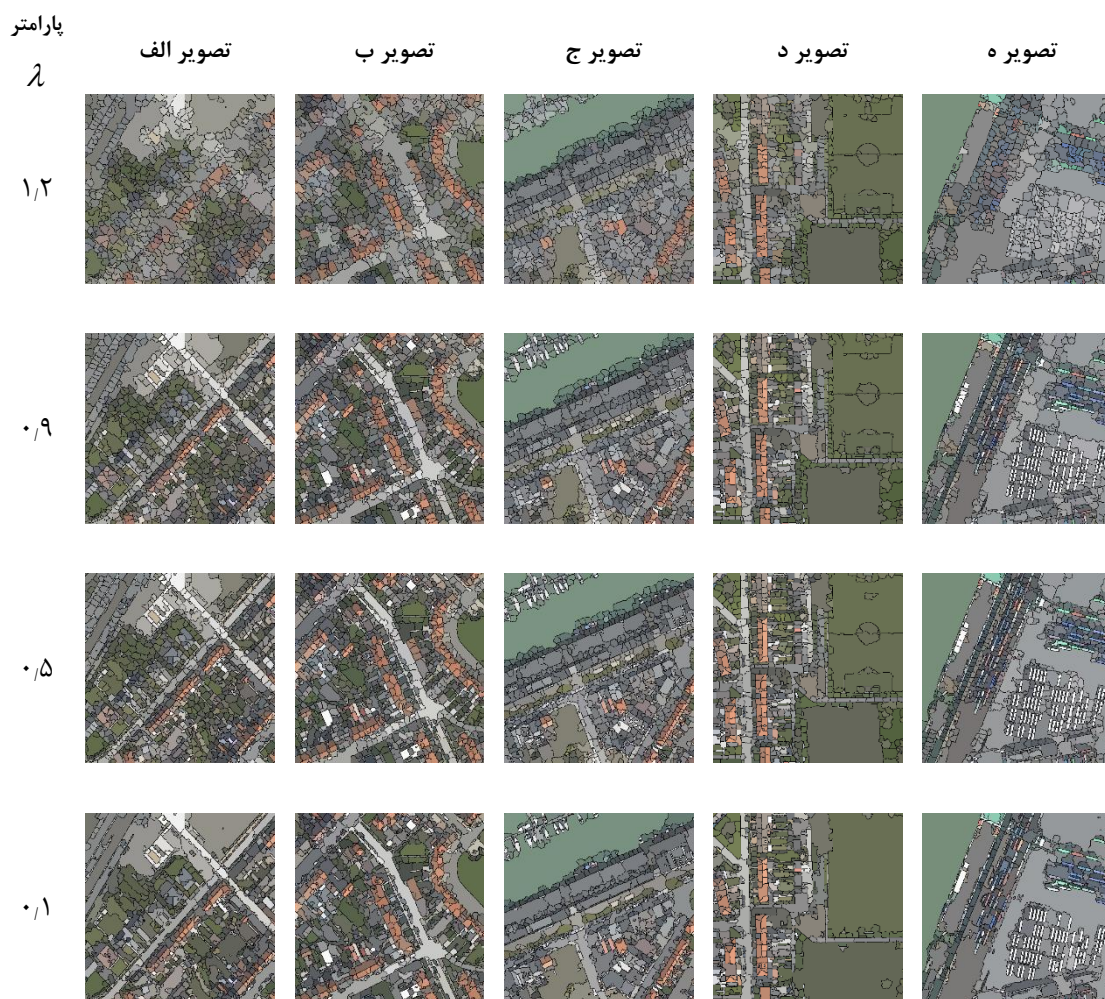 پارامتر
λ
تصویر الف
تصویر ب
تصویر ج
تصویر د
تصویر ه
۱٫۲
۰٫۹
۰٫۵
۰٫۱